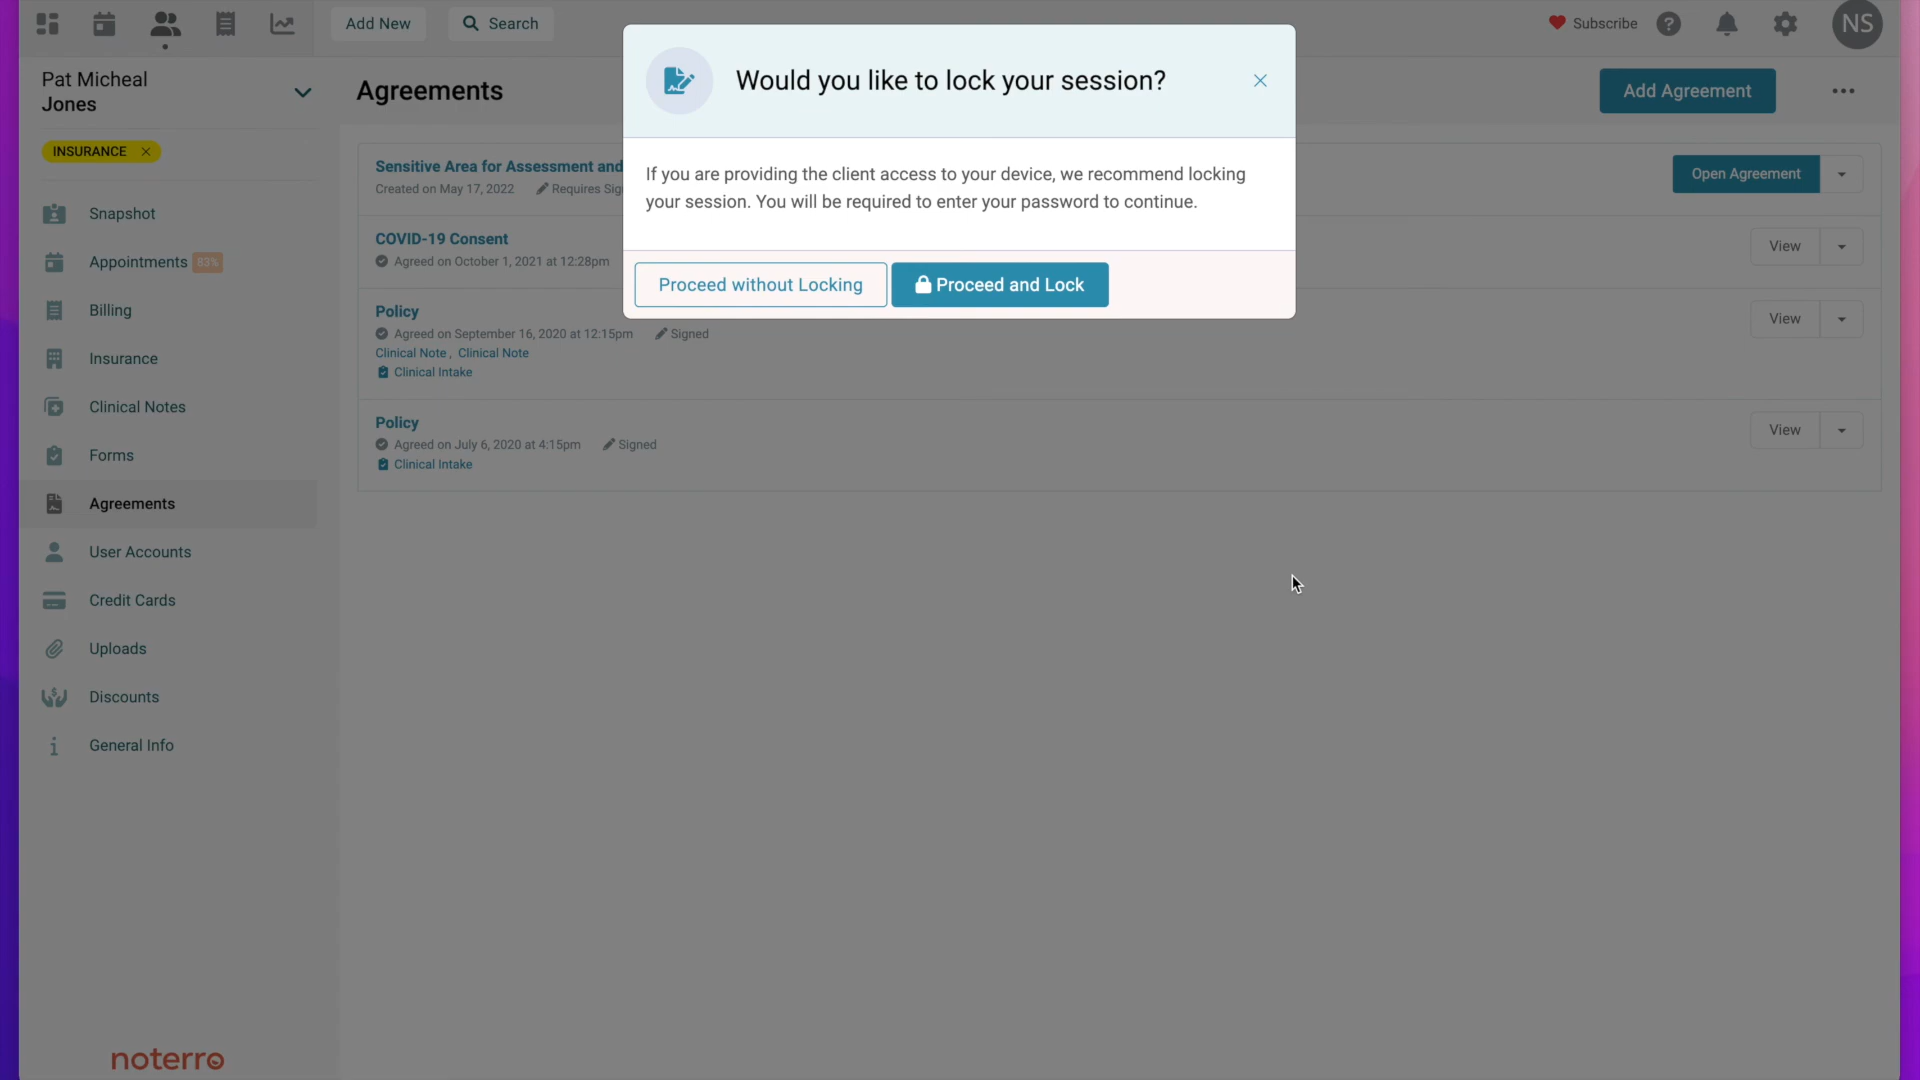 Add New
Search
Subscribe
NS
Pat Micheal
Jones
INSURANCE
Snapshot
Appointments 83%
Billing
Insurance
Clinical Notes
Forms
Agreements
User Accounts
Credit Cards
Uploads
Discounts
General Info
noterro
Agreements
Add Agreement
Sensitive Area for Assessment and
Created on May 17, 2022 Requires Sig
Open Agreement
COVID-19 Consent
Agreed on October 1, 2021 at 12:28pm
View
Policy
Agreed on September 16, 2020 at 12:15pm Signed
Clinical Note , Clinical Note
Clinical Intake
View
Policy
Agreed on July 6, 2020 at 4:15pm Signed
Clinical Intake
View
Would you like to lock your session?
If you are providing the client access to your device, we recommend locking
your session. You will be required to enter your password to continue.
Proceed without Locking
Proceed and Lock